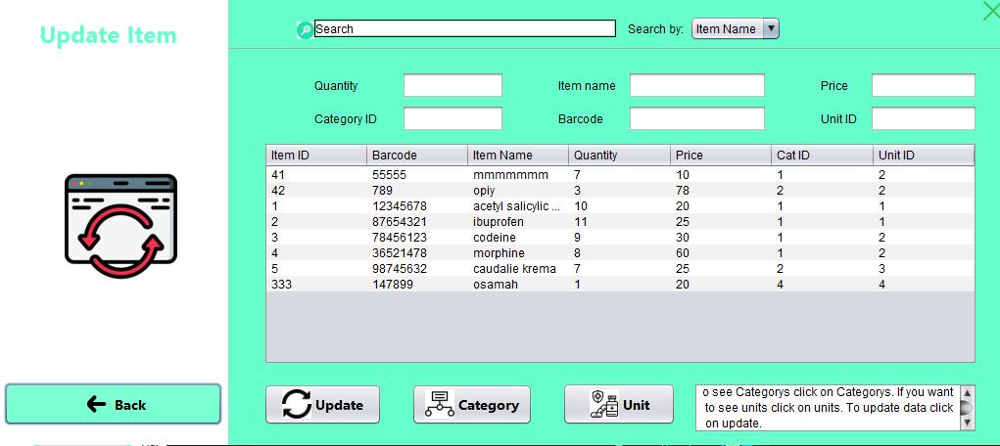 Update Item
Search
Search by: Item Name
Quantity Item name Price
Category ID Barcode Unit ID
Item ID Barcode Item Name Quantity Price Cat ID Unit ID
41 55555 mmmmmmm 7 10 1 2
42 789 opiy 3 78 2 2
1 12345678 acetyl salicylic ... 10 20 1 1
2 87654321 ibuprofen 11 25 1 1
3 78456123 codeine 9 30 1 2
4 36521478 morphine 8 60 1 2
5 98745632 caudalie krema 7 25 2 3
333 147899 osamah 1 20 4 4
Back
Update
Category
Unit
o see Categorys click on Categorys. If you want
to see units click on units. To update data click
on update.